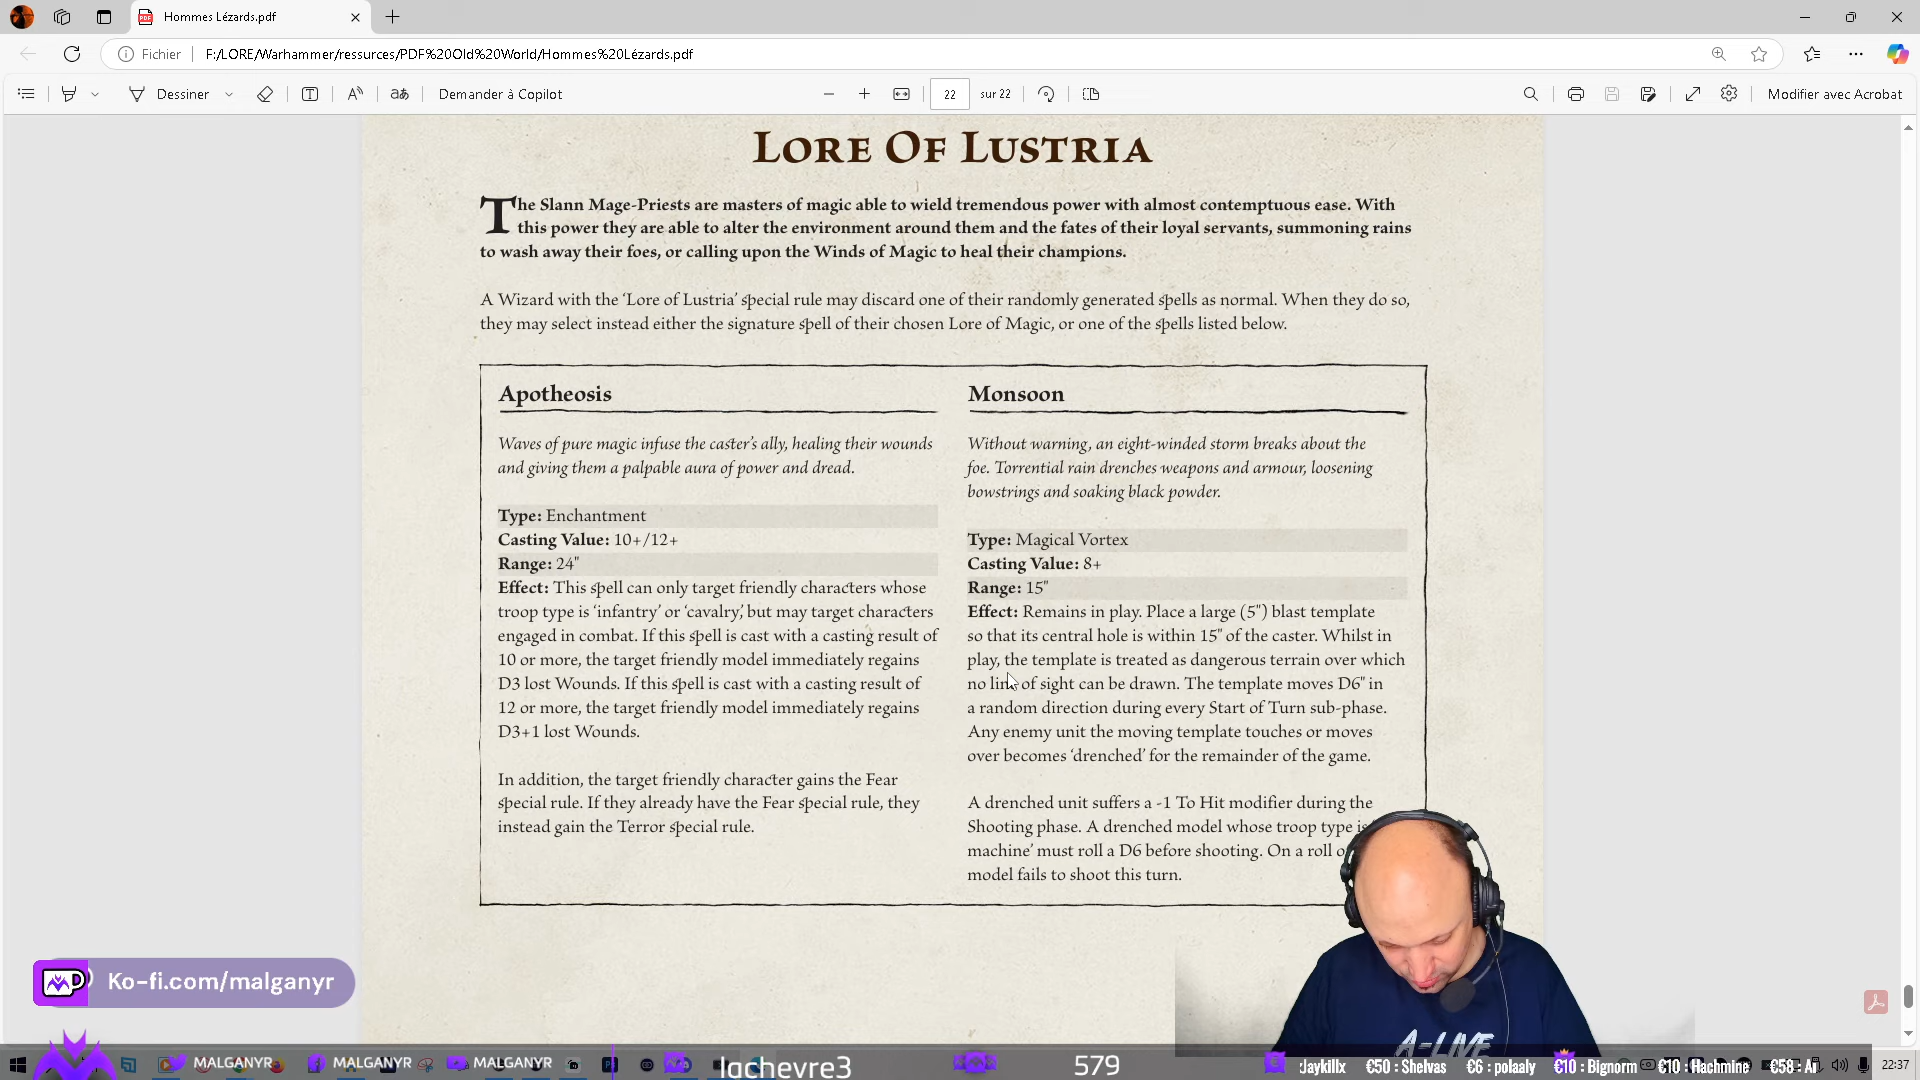 Hommes Lézards.pdf
Fichier
F:/LORE/Warhammer/ressources/PDF%20Old%20World/Hommes%20Lézards.pdf
Dessiner
Demander à Copilot
22
sur 22
Modifier avec Acrobat
LORE OF LUSTRIA
The Slann Mage-Priests are masters of magic able to wield tremendous power with almost contemptuous ease. With
this power they are able to alter the environment around them and the fates of their loyal servants, summoning rains
to wash away their foes, or calling upon the Winds of Magic to heal their champions.
A Wizard with the ‘Lore of Lustria’ special rule may discard one of their randomly generated spells as normal. When they do so,
they may select instead either the signature spell of their chosen Lore of Magic, or one of the spells listed below.
Apotheosis
Waves of pure magic infuse the caster’s ally, healing their wounds
and giving them a palpable aura of power and dread.
Type: Enchantment
Casting Value: 10+/12+
Range: 24"
Effect: This spell can only target friendly characters whose
troop type is ‘infantry’ or ‘cavalry’, but may target characters
engaged in combat. If this spell is cast with a casting result of
10 or more, the target friendly model immediately regains
D3 lost Wounds. If this spell is cast with a casting result of
12 or more, the target friendly model immediately regains
D3+1 lost Wounds.
In addition, the target friendly character gains the Fear
special rule. If they already have the Fear special rule, they
instead gain the Terror special rule.
Monsoon
Without warning, an eight-winded storm breaks about the
foe. Torrential rain drenches weapons and armour, loosening
bowstrings and soaking black powder.
Type: Magical Vortex
Casting Value: 8+
Range: 15"
Effect: Remains in play. Place a large (5") blast template
so that its central hole is within 15" of the caster. Whilst in
play, the template is treated as dangerous terrain over which
no line of sight can be drawn. The template moves D6" in
a random direction during every Start of Turn sub-phase.
Any enemy unit the moving template touches or moves
over becomes ‘drenched’ for the remainder of the game.
A drenched unit suffers a -1 To Hit modifier during the
Shooting phase. A drenched model whose troop type is
machine’ must roll a D6 before shooting. On a roll o
model fails to shoot this turn.
A-LIVE
Ko-fi.com/malganyr
MALGANYR
MALGANYR
MALGANYR
lachevre3
579
Jaykillx
€50 : Shelvas
€6 : polaaly
€10 : Bignorm
€10 : Hachmine
€58 : Ai
22:37